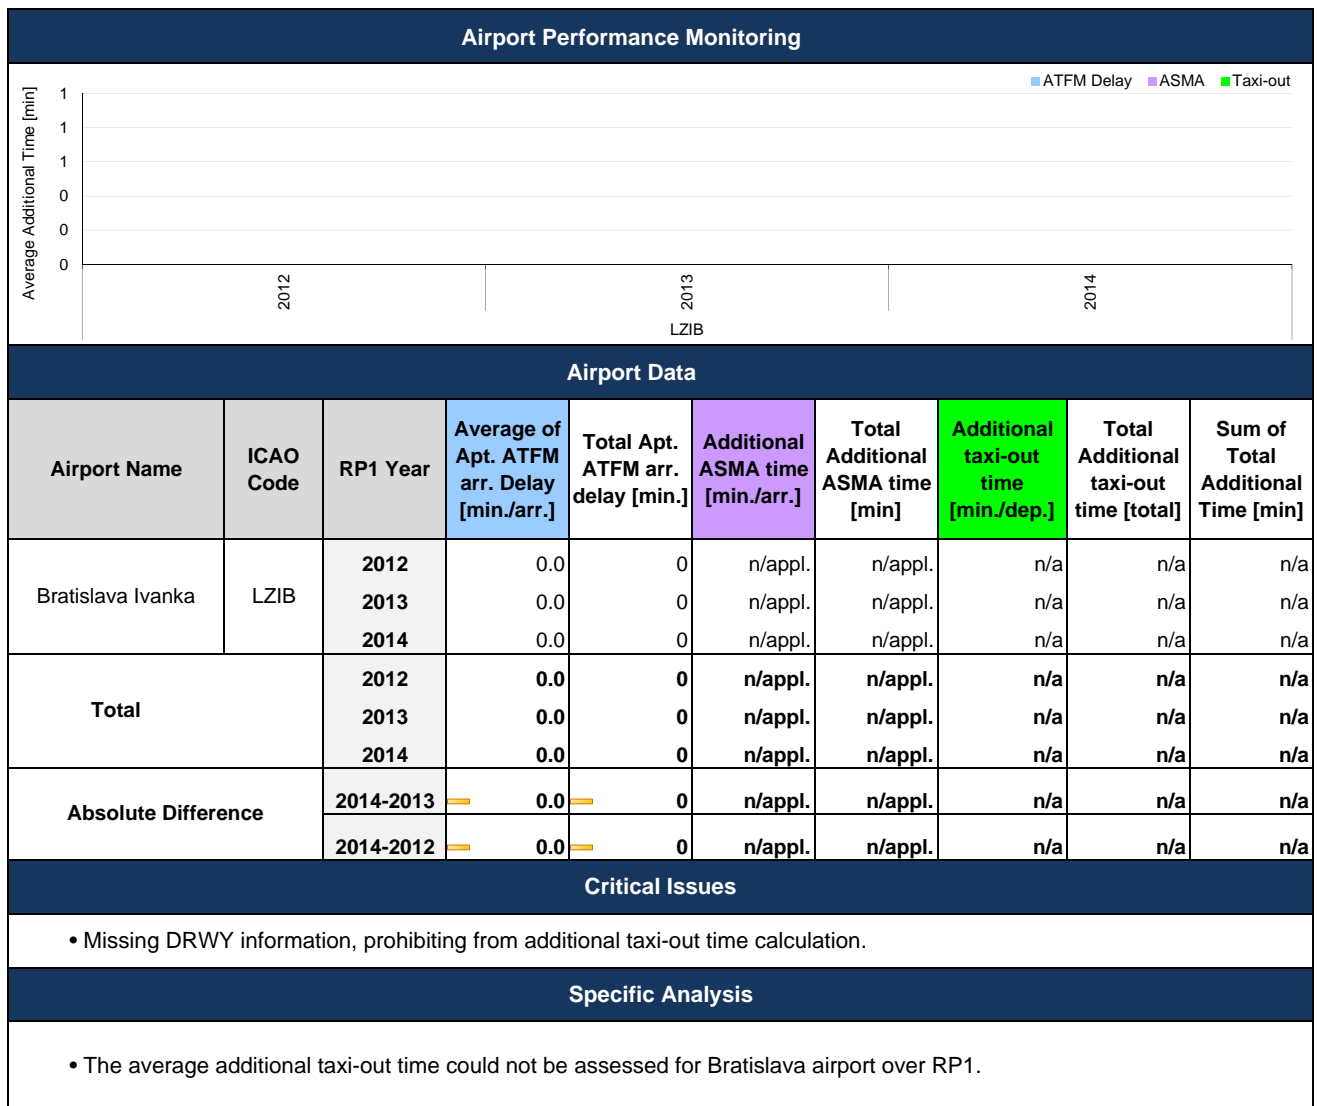 Airport Performance Monitoring
ATFM Delay ASMA Taxi-out
Average Additional Time [min]
1
1
1
0
0
0
2012 2013 2014
LZIB
Airport Data
Airport Name ICAO Code RP1 Year Average of Apt. ATFM arr. Delay [min./arr.] Total Apt. ATFM arr. delay [min.] Additional ASMA time [min./arr.] Total Additional ASMA time [min] Additional taxi-out time [min./dep.] Total Additional taxi-out time [total] Sum of Total Additional Time [min]
Bratislava Ivanka LZIB
2012 0.0 0 n/appl. n/appl. n/a n/a n/a
2013 0.0 0 n/appl. n/appl. n/a n/a n/a
2014 0.0 0 n/appl. n/appl. n/a n/a n/a
Total
2012 0.0 0 n/appl. n/appl. n/a n/a n/a
2013 0.0 0 n/appl. n/appl. n/a n/a n/a
2014 0.0 0 n/appl. n/appl. n/a n/a n/a
Absolute Difference
2014-2013 0.0 0 n/appl. n/appl. n/a n/a n/a
2014-2012 0.0 0 n/appl. n/appl. n/a n/a n/a
Critical Issues
• Missing DRWY information, prohibiting from additional taxi-out time calculation.
Specific Analysis
• The average additional taxi-out time could not be assessed for Bratislava airport over RP1.